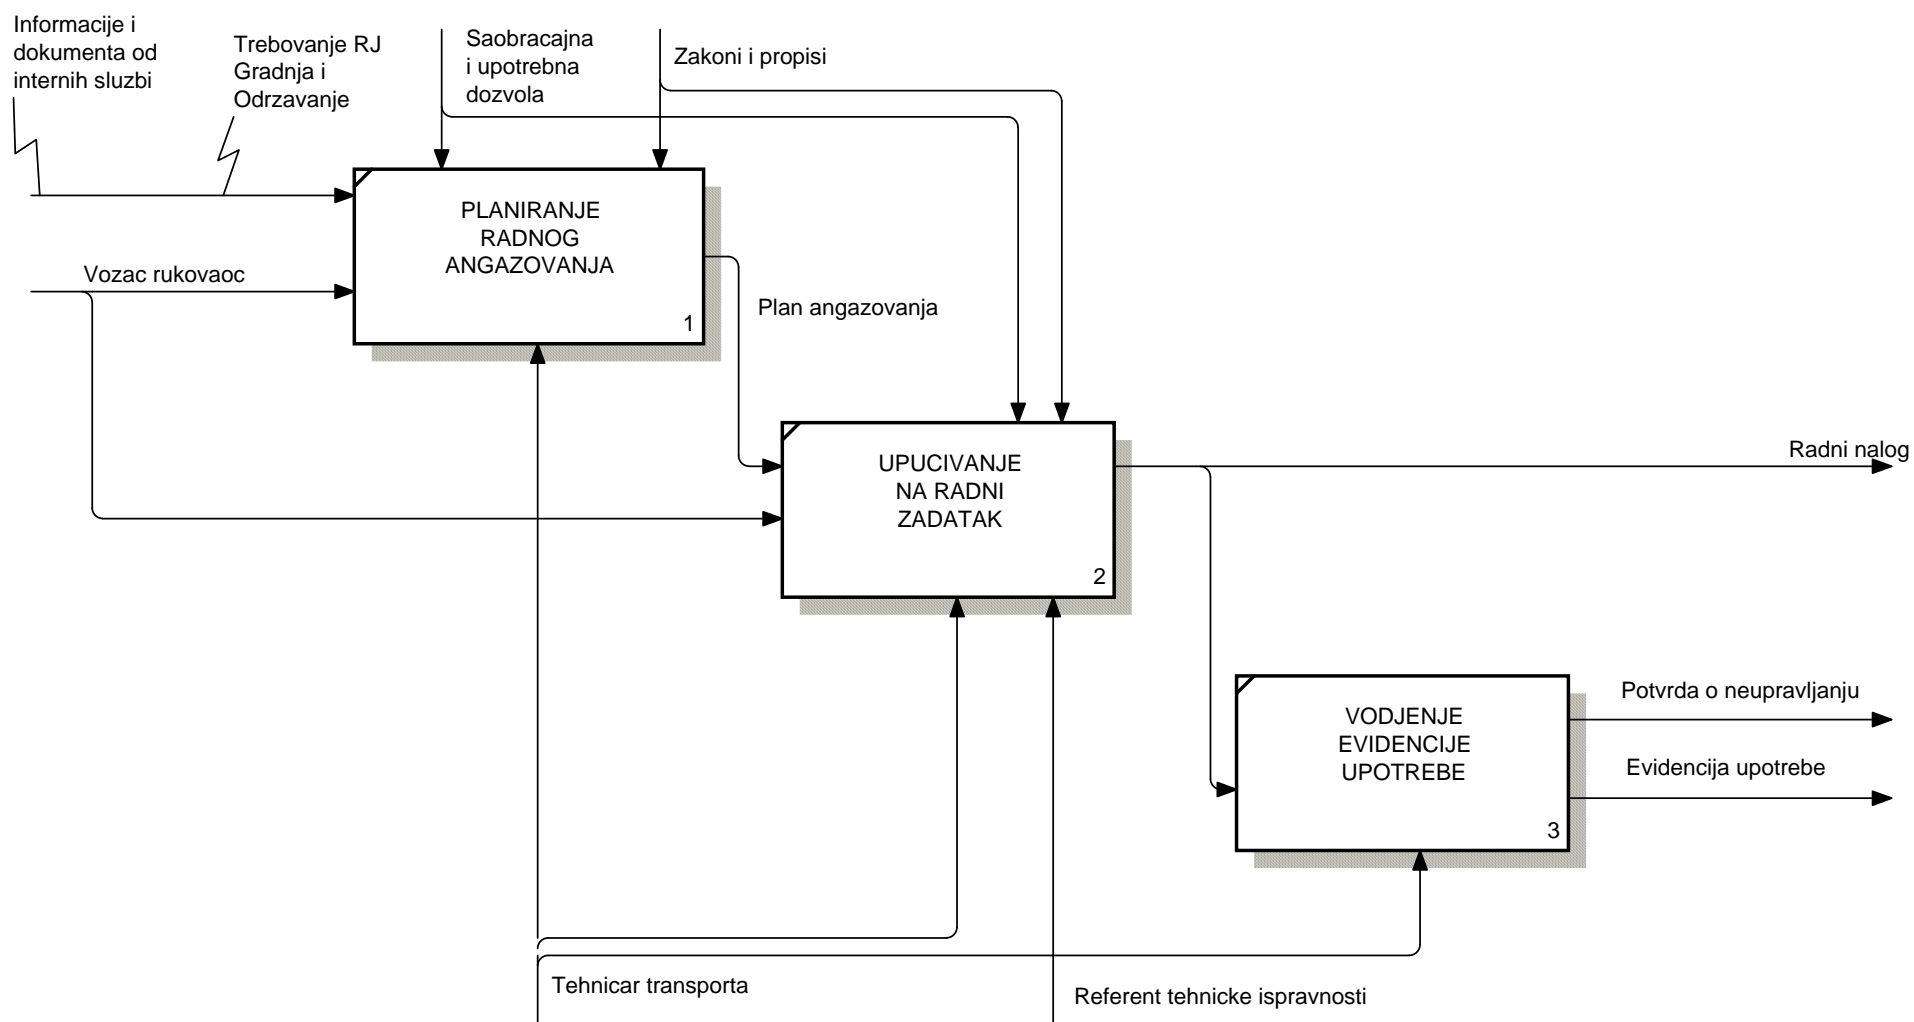 Informacije i
dokumenta od
internih sluzbi
Trebovanje RJ
Gradnja i
Odrzavanje
Saobracajna
i upotrebna
dozvola
Zakoni i propisi
PLANIRANJE
RADNOG
ANGAZOVANJA
1
Vozac rukovaoc
Plan angazovanja
UPUCIVANJE
NA RADNI
ZADATAK
2
Radni nalog
VODJENJE
EVIDENCIJE
UPOTREBE
3
Potvrda o neupravljanju
Evidencija upotrebe
Tehnicar transporta
Referent tehnicke ispravnosti